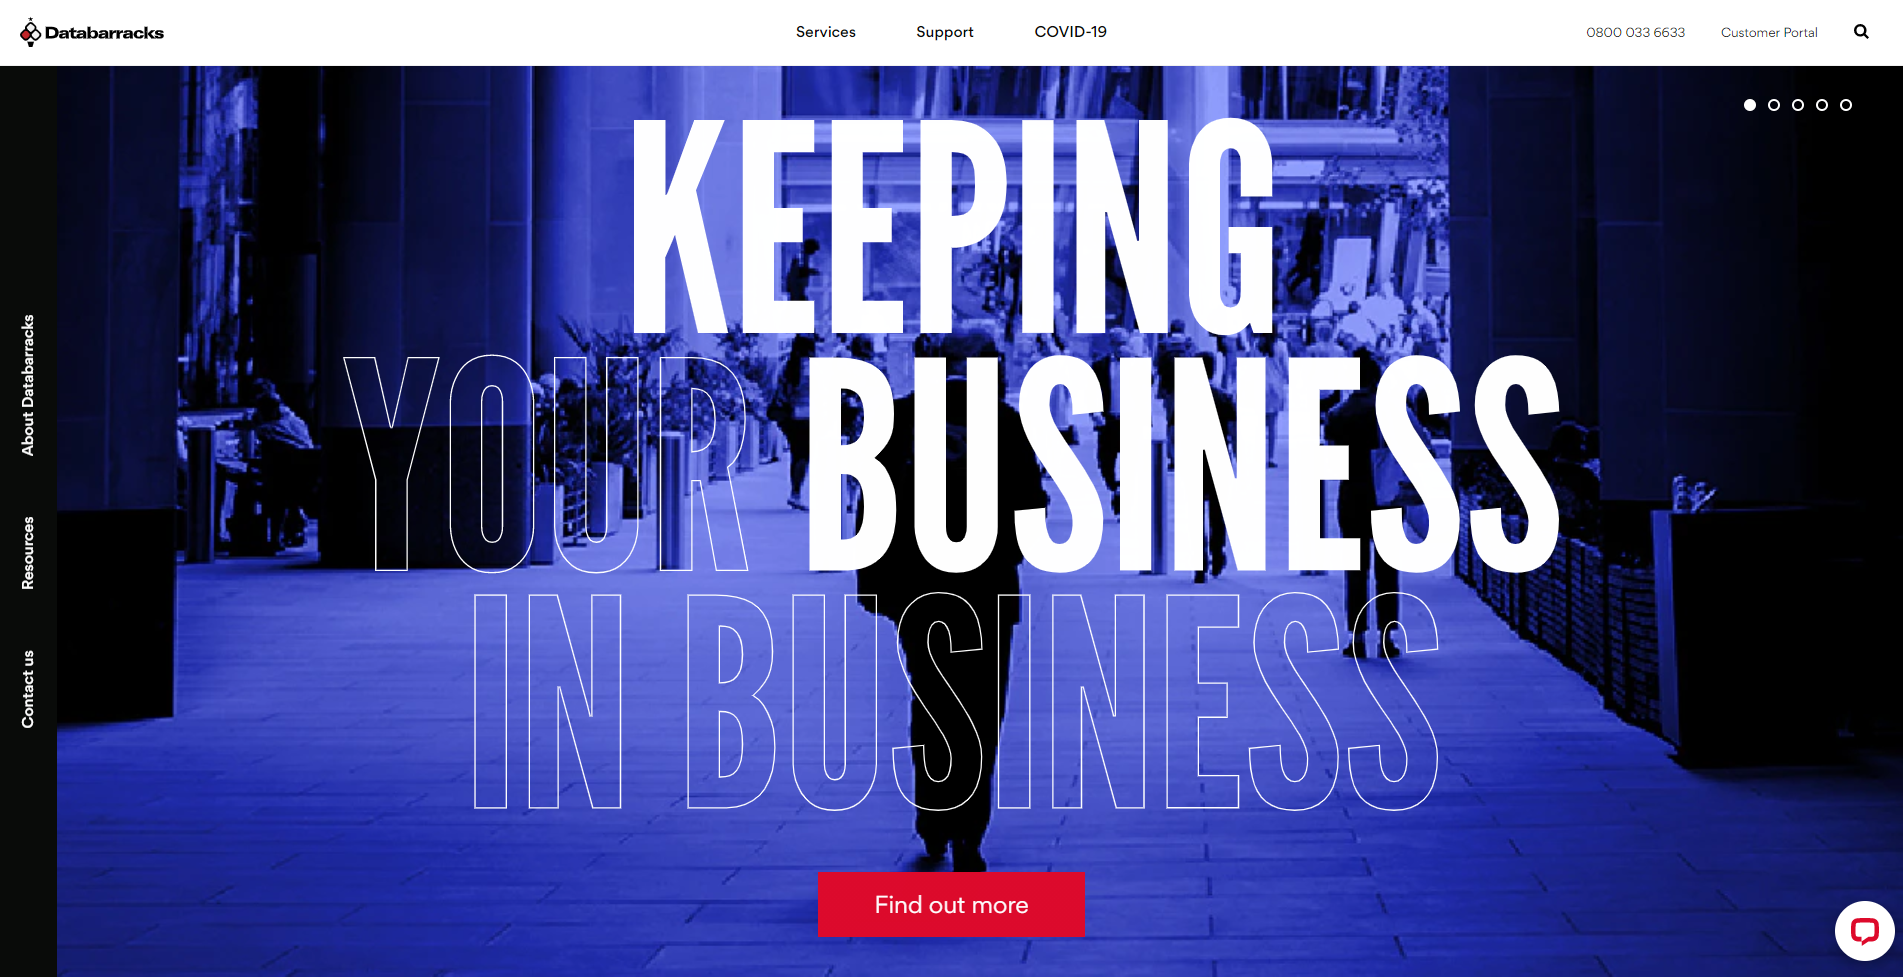 Databarracks
Services
Support
COVID-19
0800 033 6633
Customer Portal
KEEPING
YOUR BUSINESS
IN BUSINESS
Find out more
About Databarracks
Resources
Contact us